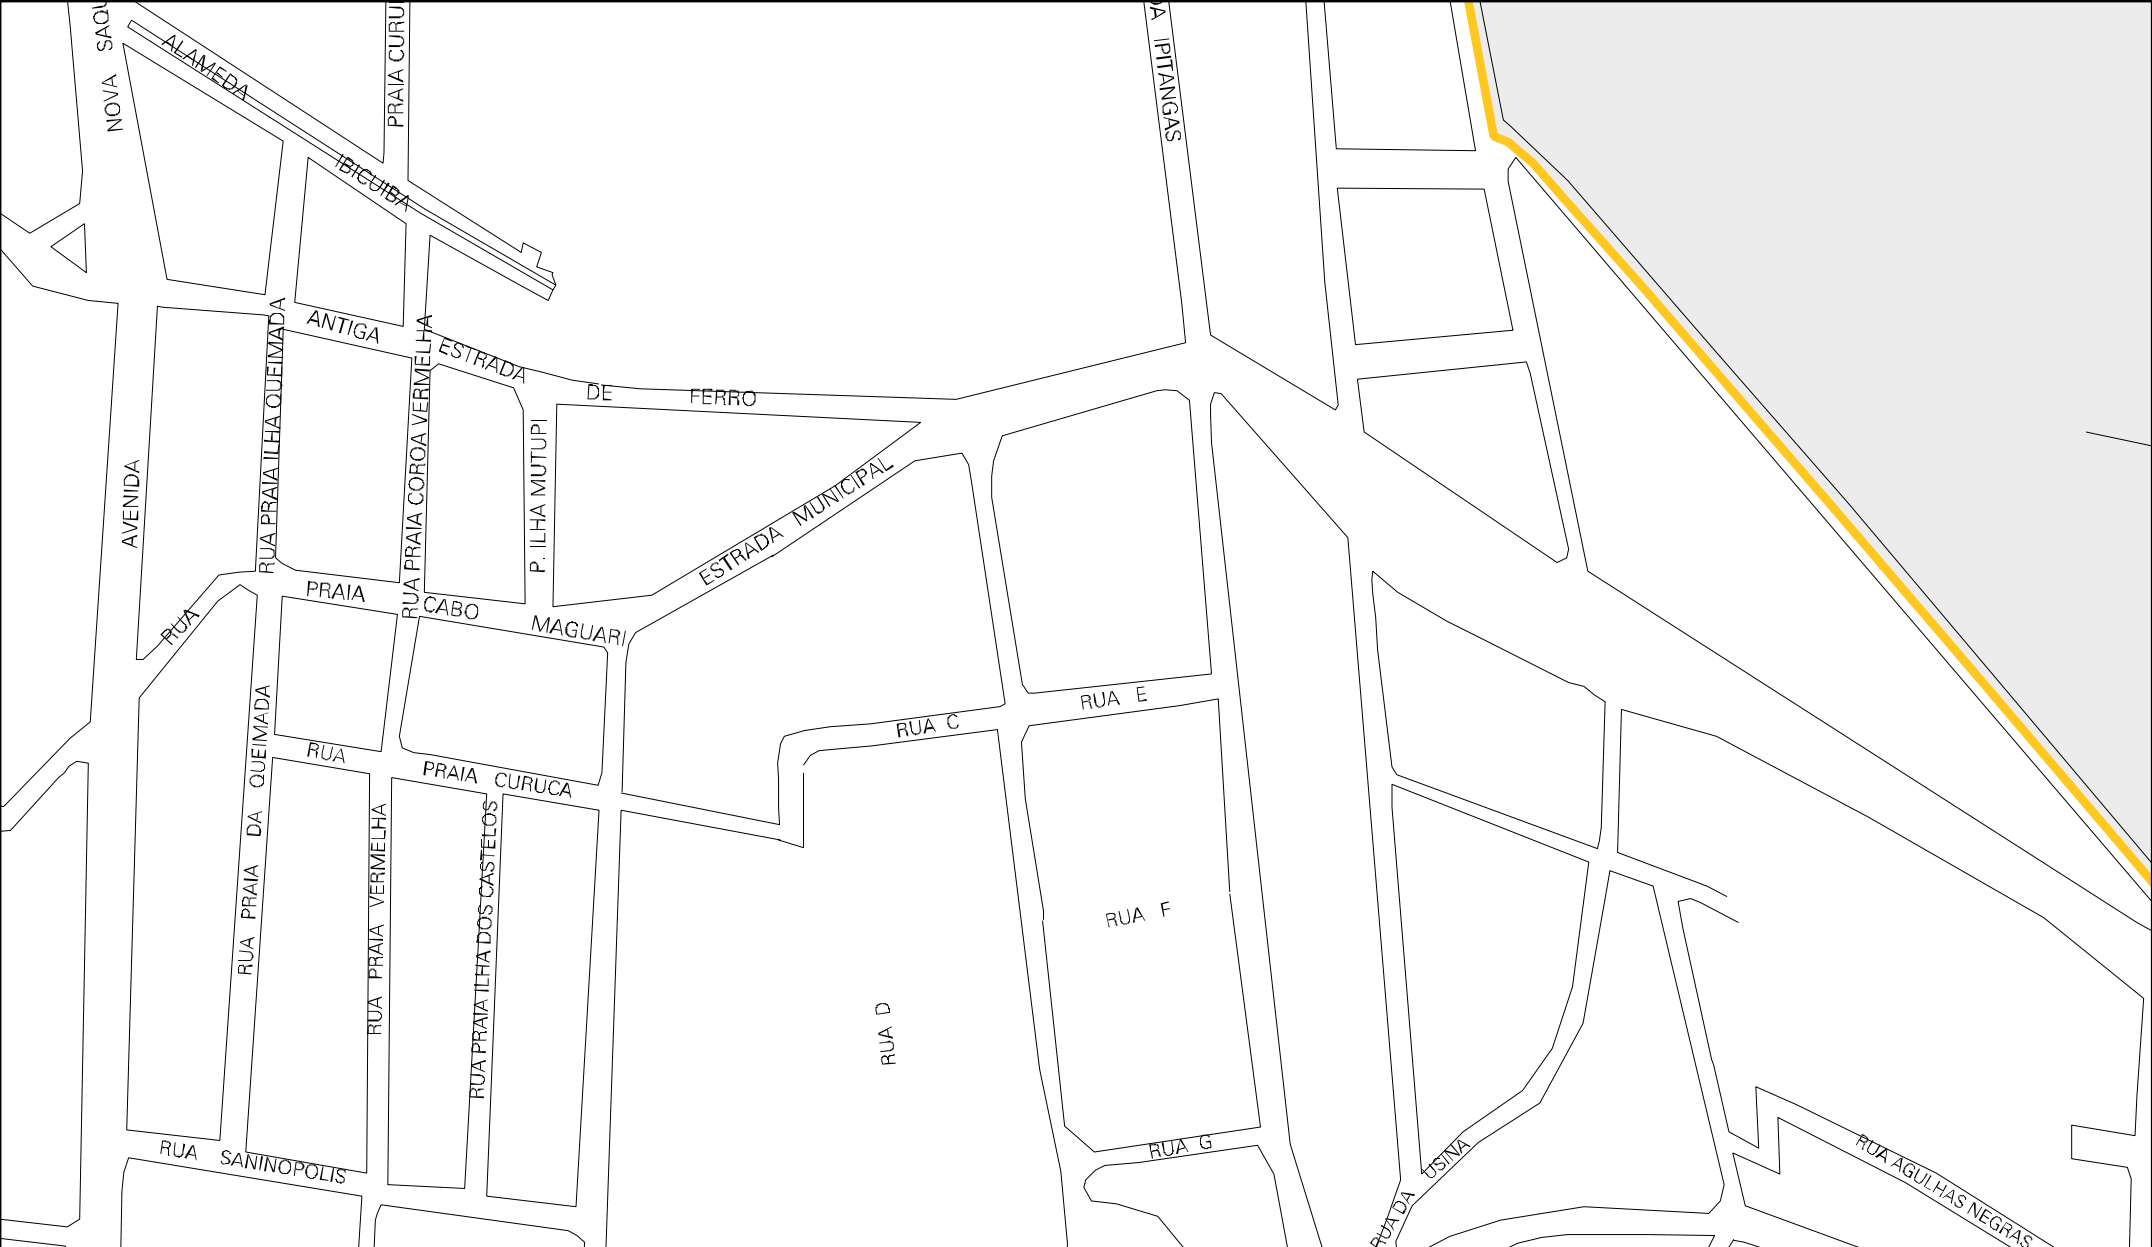 NOVA SAQU
ALAMEDA IBICUIBA
PRAIA CURU
DA IPITANGAS
ANTIGA ESTRADA DE FERRO
RUA PRAIA ILHA QUEIMADA
RUA PRAIA COROA VERMELHA
P. ILHA MUTUPI
AVENIDA
ESTRADA MUNICIPAL
RUA PRAIA CABO MAGUARI
RUA C
RUA E
RUA PRAIA CURUCA
RUA PRAIA DA QUEIMADA
RUA PRAIA VERMELHA
RUA PRAIA ILHA DOS CASTELOS
RUA F
RUA D
RUA G
RUA SANINOPOLIS
RUA DA USINA
RUA AGULHAS NEGRAS